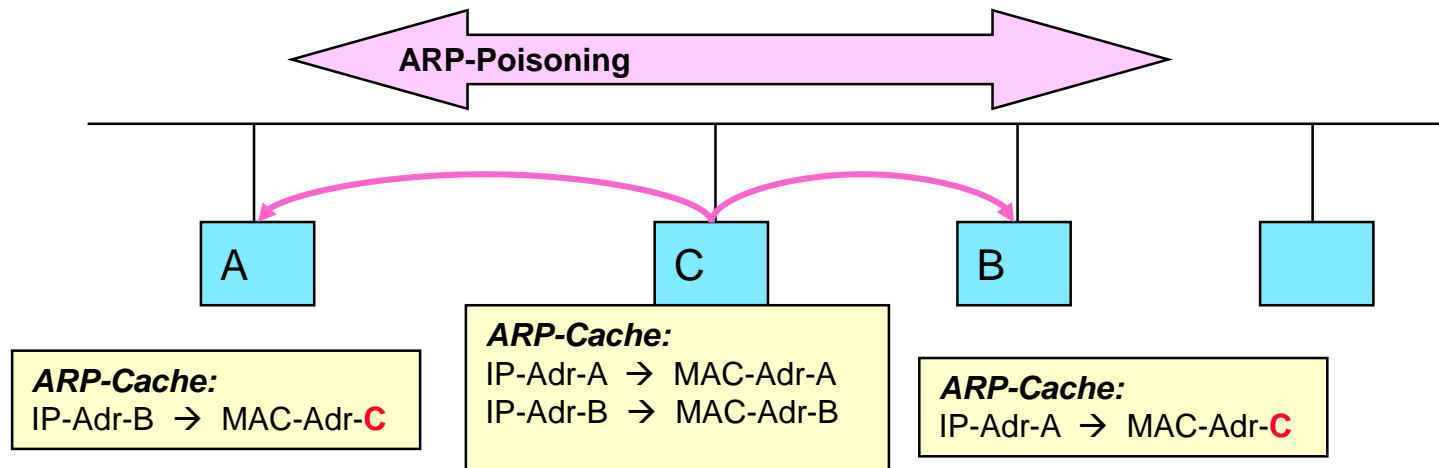 ARP-Poisoning
A
C
B
ARP-Cache:
IP-Adr-B → MAC-Adr-C
ARP-Cache:
IP-Adr-A → MAC-Adr-A
IP-Adr-B → MAC-Adr-B
ARP-Cache:
IP-Adr-A → MAC-Adr-C